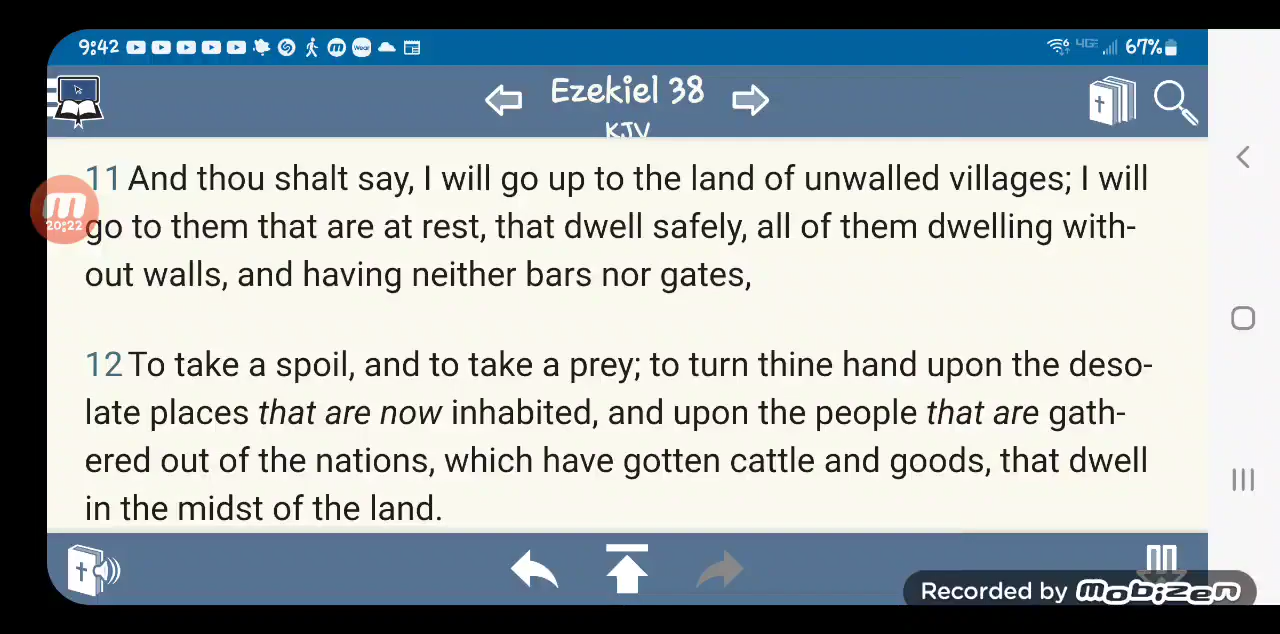 9:42
4GE 67%
Ezekiel 38
KJV
11 And thou shalt say, I will go up to the land of unwalled villages; I will
20:22
go to them that are at rest, that dwell safely, all of them dwelling with-
out walls, and having neither bars nor gates,
12 To take a spoil, and to take a prey; to turn thine hand upon the deso-
late places that are now inhabited, and upon the people that are gath-
ered out of the nations, which have gotten cattle and goods, that dwell
in the midst of the land.
Recorded by mobizen